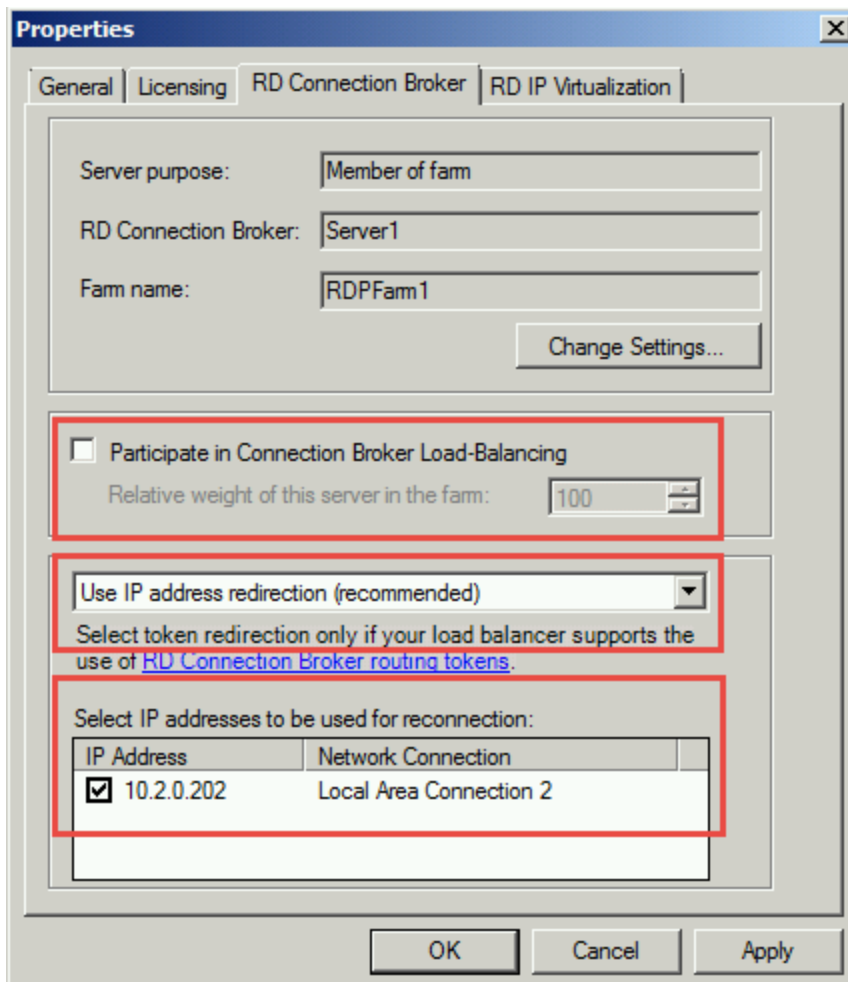 Properties
General Licensing RD Connection Broker RD IP Virtualization
Server purpose: Member of farm
RD Connection Broker: Server1
Farm name: RDPFarm1
Change Settings...
Participate in Connection Broker Load-Balancing
Relative weight of this server in the farm: 100
Use IP address redirection (recommended)
Select token redirection only if your load balancer supports the
use of RD Connection Broker routing tokens.
Select IP addresses to be used for reconnection:
IP Address Network Connection
10.2.0.202 Local Area Connection 2
OK Cancel Apply